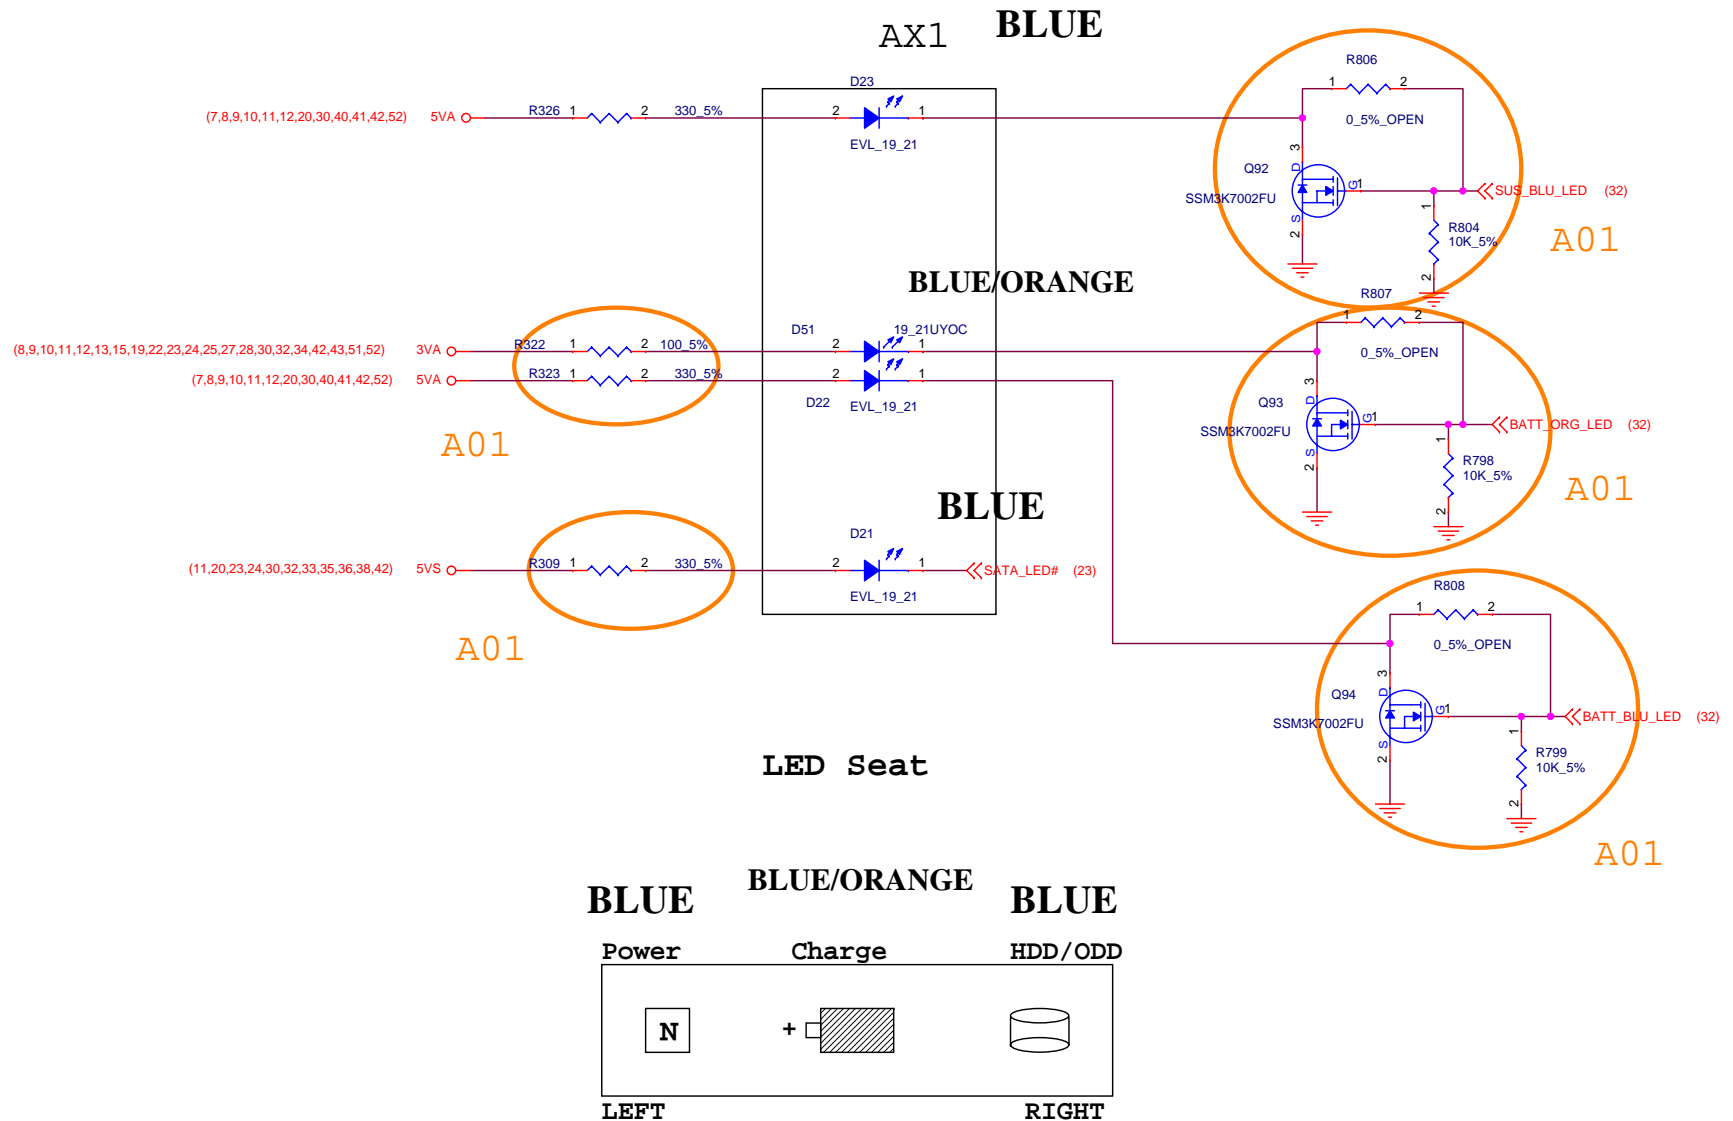 AX1 BLUE
D23
(7,8,9,10,11,12,20,30,40,41,42,52) 5VA R326 1 2 330_5% 2 1
EVL_19_21
R806
1 2
0_5%_OPEN
3
D
Q92
SSM3K7002FU
G 1
S
2
SUS_BLU_LED (32)
1
R804
10K_5%
2
A01
BLUE/ORANGE
D51 19_21UYOC
(8,9,10,11,12,13,15,19,22,23,24,25,27,28,30,32,34,42,43,51,52) 3VA R322 1 2 100_5% 2 1
(7,8,9,10,11,12,20,30,40,41,42,52) 5VA R323 1 2 330_5% 2 1
D22 EVL_19_21
A01
R807
1 2
0_5%_OPEN
3
D
Q93
SSM3K7002FU
G 1
S
2
BATT_ORG_LED (32)
1
R798
10K_5%
2
A01
BLUE
D21
(11,20,23,24,30,32,33,35,36,38,42) 5VS R309 1 2 330_5% 2 1 SATA_LED# (23)
EVL_19_21
A01
R808
1 2
0_5%_OPEN
3
D
Q94
SSM3K7002FU
G 1
S
2
BATT_BLU_LED (32)
1
R799
10K_5%
2
A01
LED Seat
BLUE BLUE/ORANGE BLUE
Power Charge HDD/ODD
N +
LEFT RIGHT